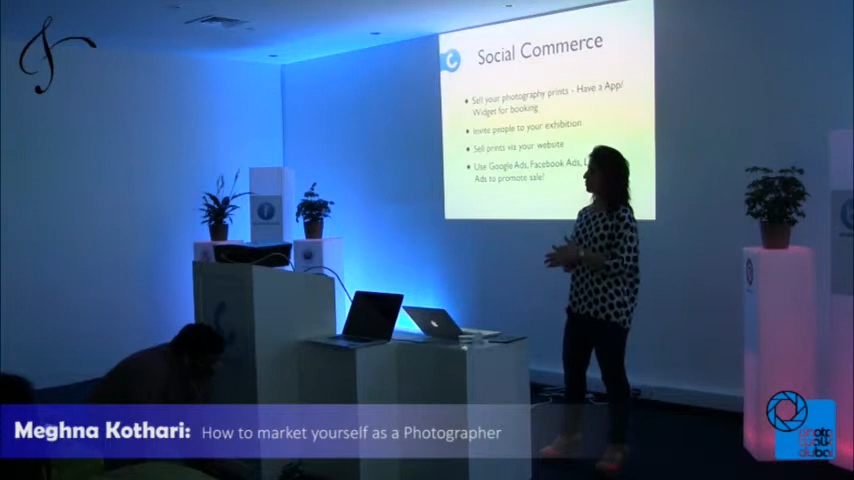 Social Commerce
• Sell your photography prints - Have a App/
Widget for booking
• Invite people to your exhibition
• Sell prints via your website
• Use Google Ads, Facebook Ads,
Ads to promote sale!
Meghna Kothari: How to market yourself as a Photographer
photo
walk
dubai